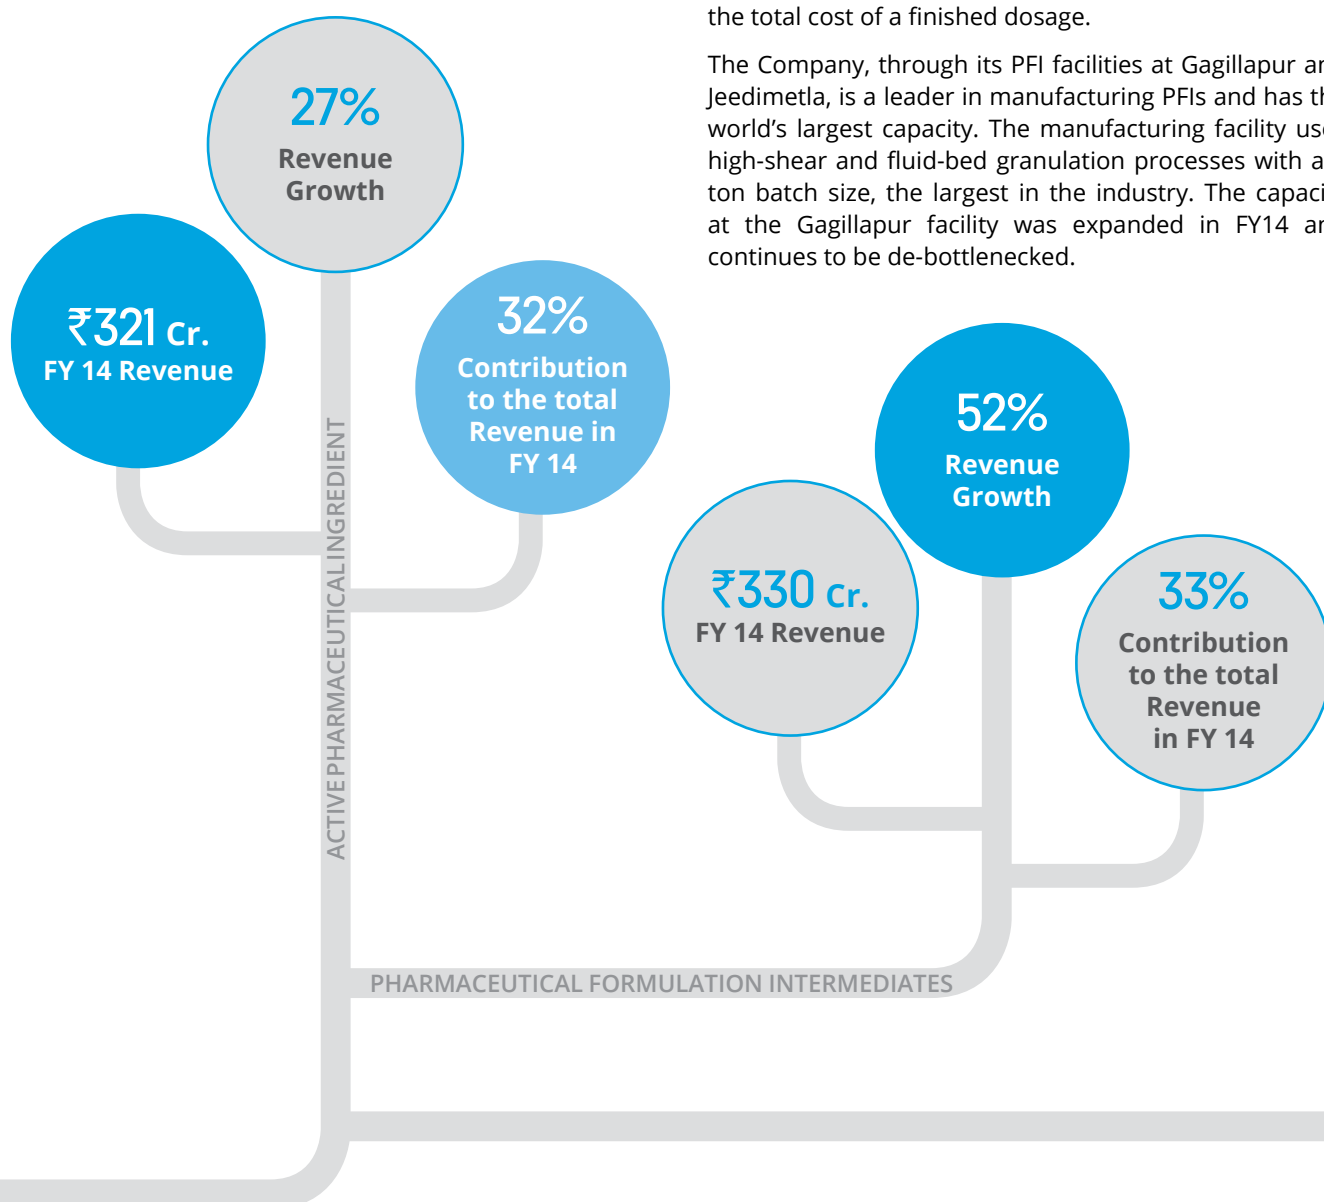 the total cost of a finished dosage.
The Company, through its PFI facilities at Gagillapur
Jeedimetla, is a leader in manufacturing PFIs and has
world's largest capacity. The manufacturing facility
high-shear and fluid-bed granulation processes with
ton batch size, the largest in the industry. The
at the Gagillapur facility was expanded in FY14
continues to be de-bottlenecked.
27%
Revenue
Growth
₹321 Cr.
FY 14 Revenue
32%
Contribution
to the total
Revenue in
FY 14
ACTIVE PHARMACEUTICAL INGREDIENT
52%
Revenue
Growth
₹330 Cr.
FY 14 Revenue
33%
Contribution
to the total
Revenue
in FY 14
PHARMACEUTICAL FORMULATION INTERMEDIATES